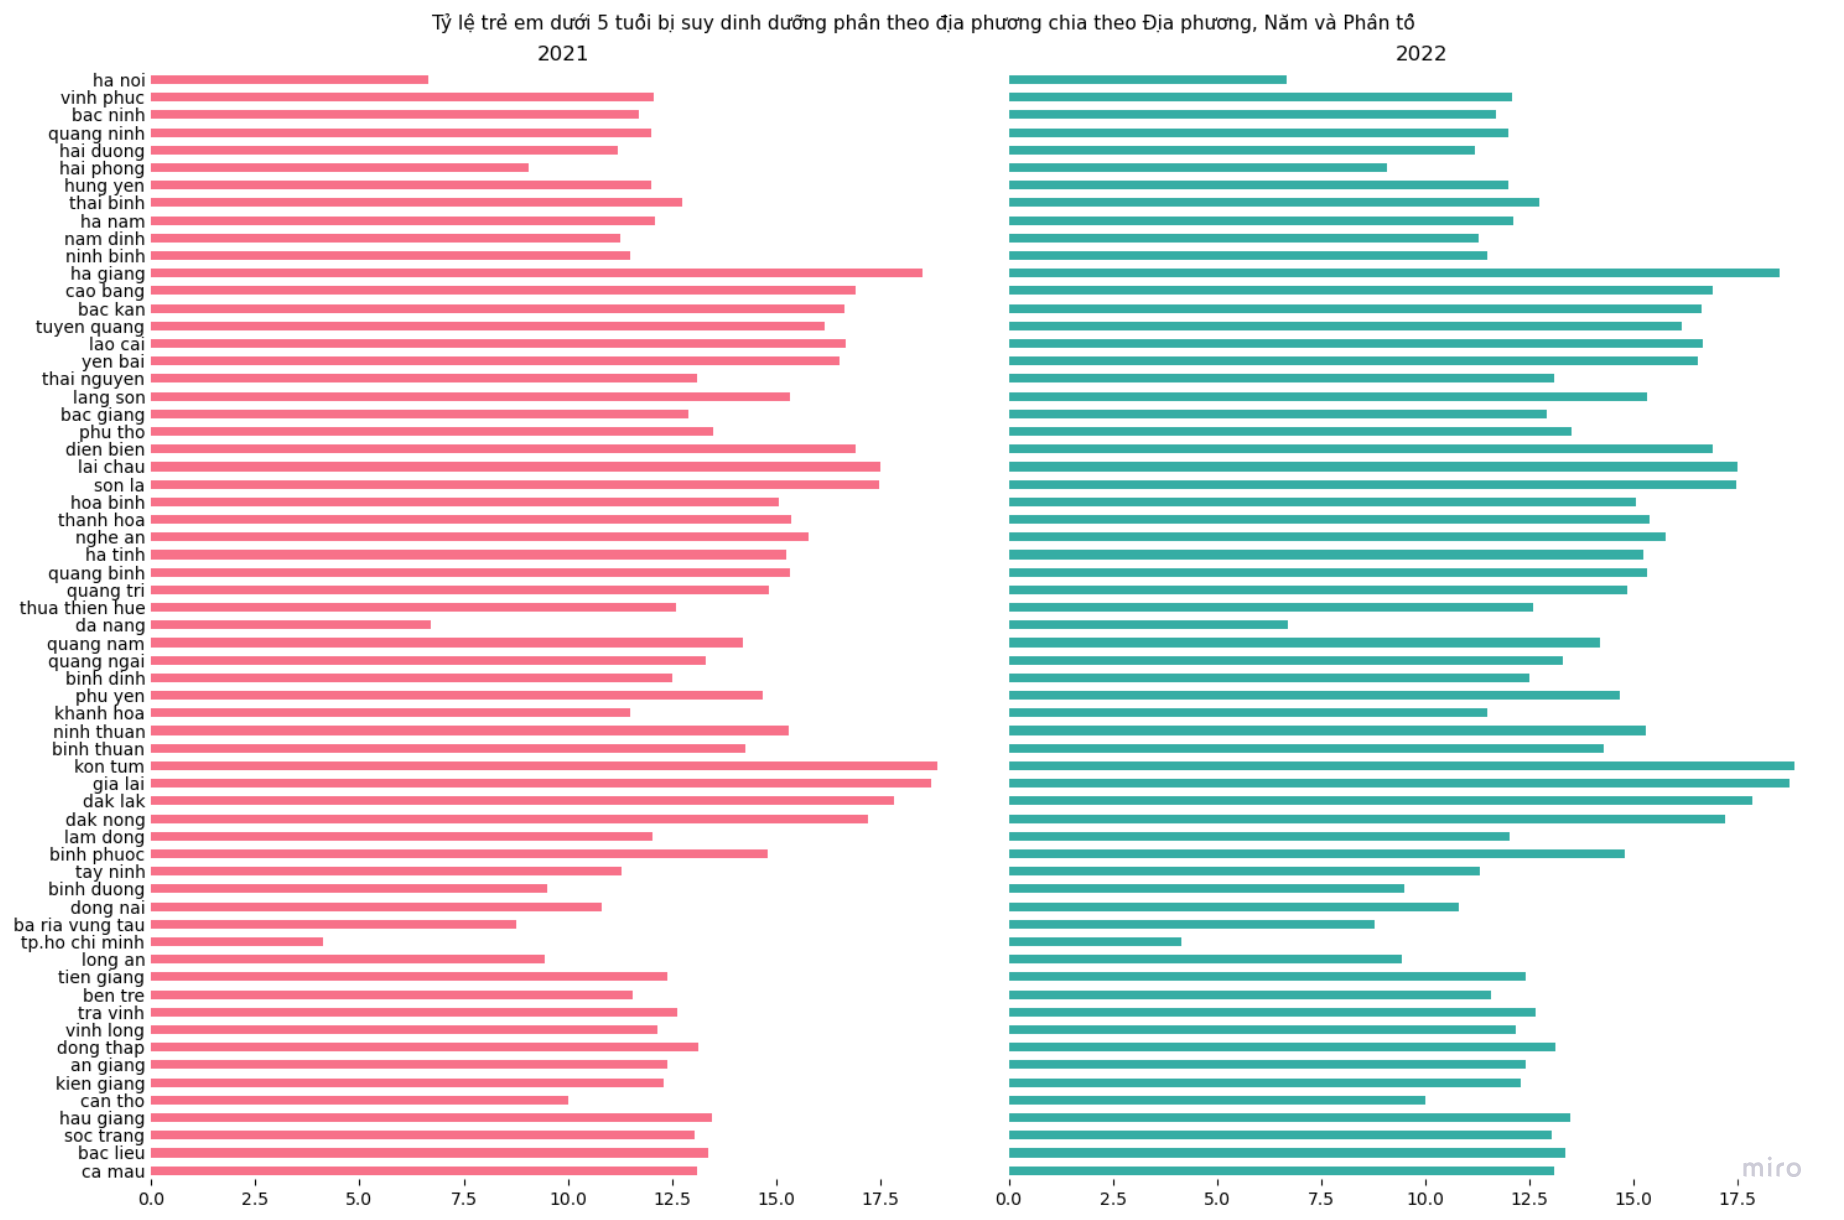 Tỷ lệ trẻ em dưới 5 tuổi bị suy dinh dưỡng phân theo địa phương chia theo Địa phương, Năm và Phân tổ
2021
2022
ha noi
vinh phuc
bac ninh
quang ninh
hai duong
hai phong
hung yen
thai binh
ha nam
nam dinh
ninh binh
ha giang
cao bang
bac kan
tuyen quang
lao cai
yen bai
thai nguyen
lang son
bac giang
phu tho
dien bien
lai chau
son la
hoa binh
thanh hoa
nghe an
ha tinh
quang binh
quang tri
thua thien hue
da nang
quang nam
quang ngai
binh dinh
phu yen
khanh hoa
ninh thuan
binh thuan
kon tum
gia lai
dak lak
dak nong
lam dong
binh phuoc
tay ninh
binh duong
dong nai
ba ria vung tau
tp.ho chi minh
long an
tien giang
ben tre
tra vinh
vinh long
dong thap
an giang
kien giang
can tho
hau giang
soc trang
bac lieu
ca mau
0.0 2.5 5.0 7.5 10.0 12.5 15.0 17.5
0.0 2.5 5.0 7.5 10.0 12.5 15.0 17.5
miro